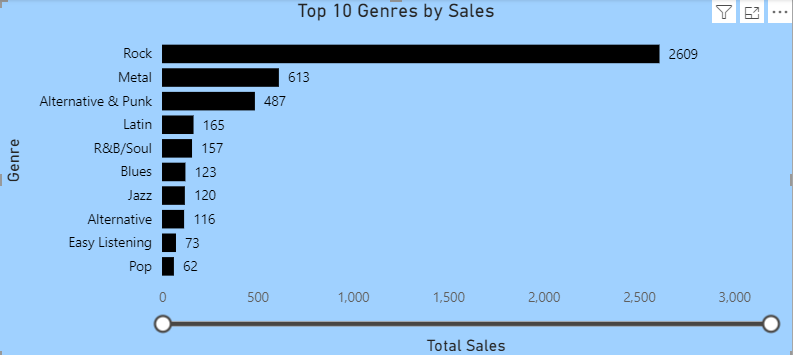 Top 10 Genres by Sales
Genre
Rock 2609
Metal 613
Alternative & Punk 487
Latin 165
R&B/Soul 157
Blues 123
Jazz 120
Alternative 116
Easy Listening 73
Pop 62
0 500 1,000 1,500 2,000 2,500 3,000
Total Sales